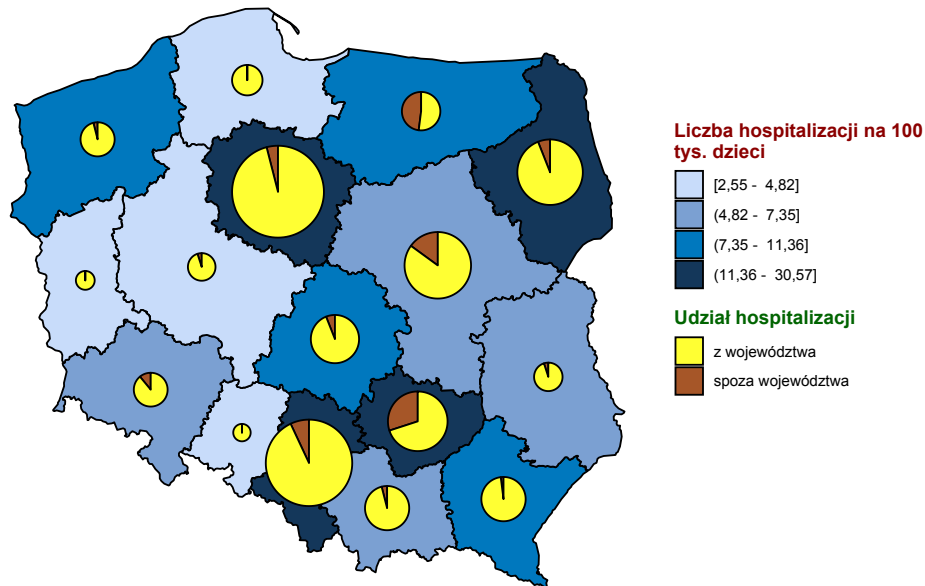 Liczba hospitalizacji na 100
tys. dzieci
[2,55 - 4,82]
(4,82 - 7,35]
(7,35 - 11,36]
(11,36 - 30,57]
Udział hospitalizacji
z województwa
spoza województwa